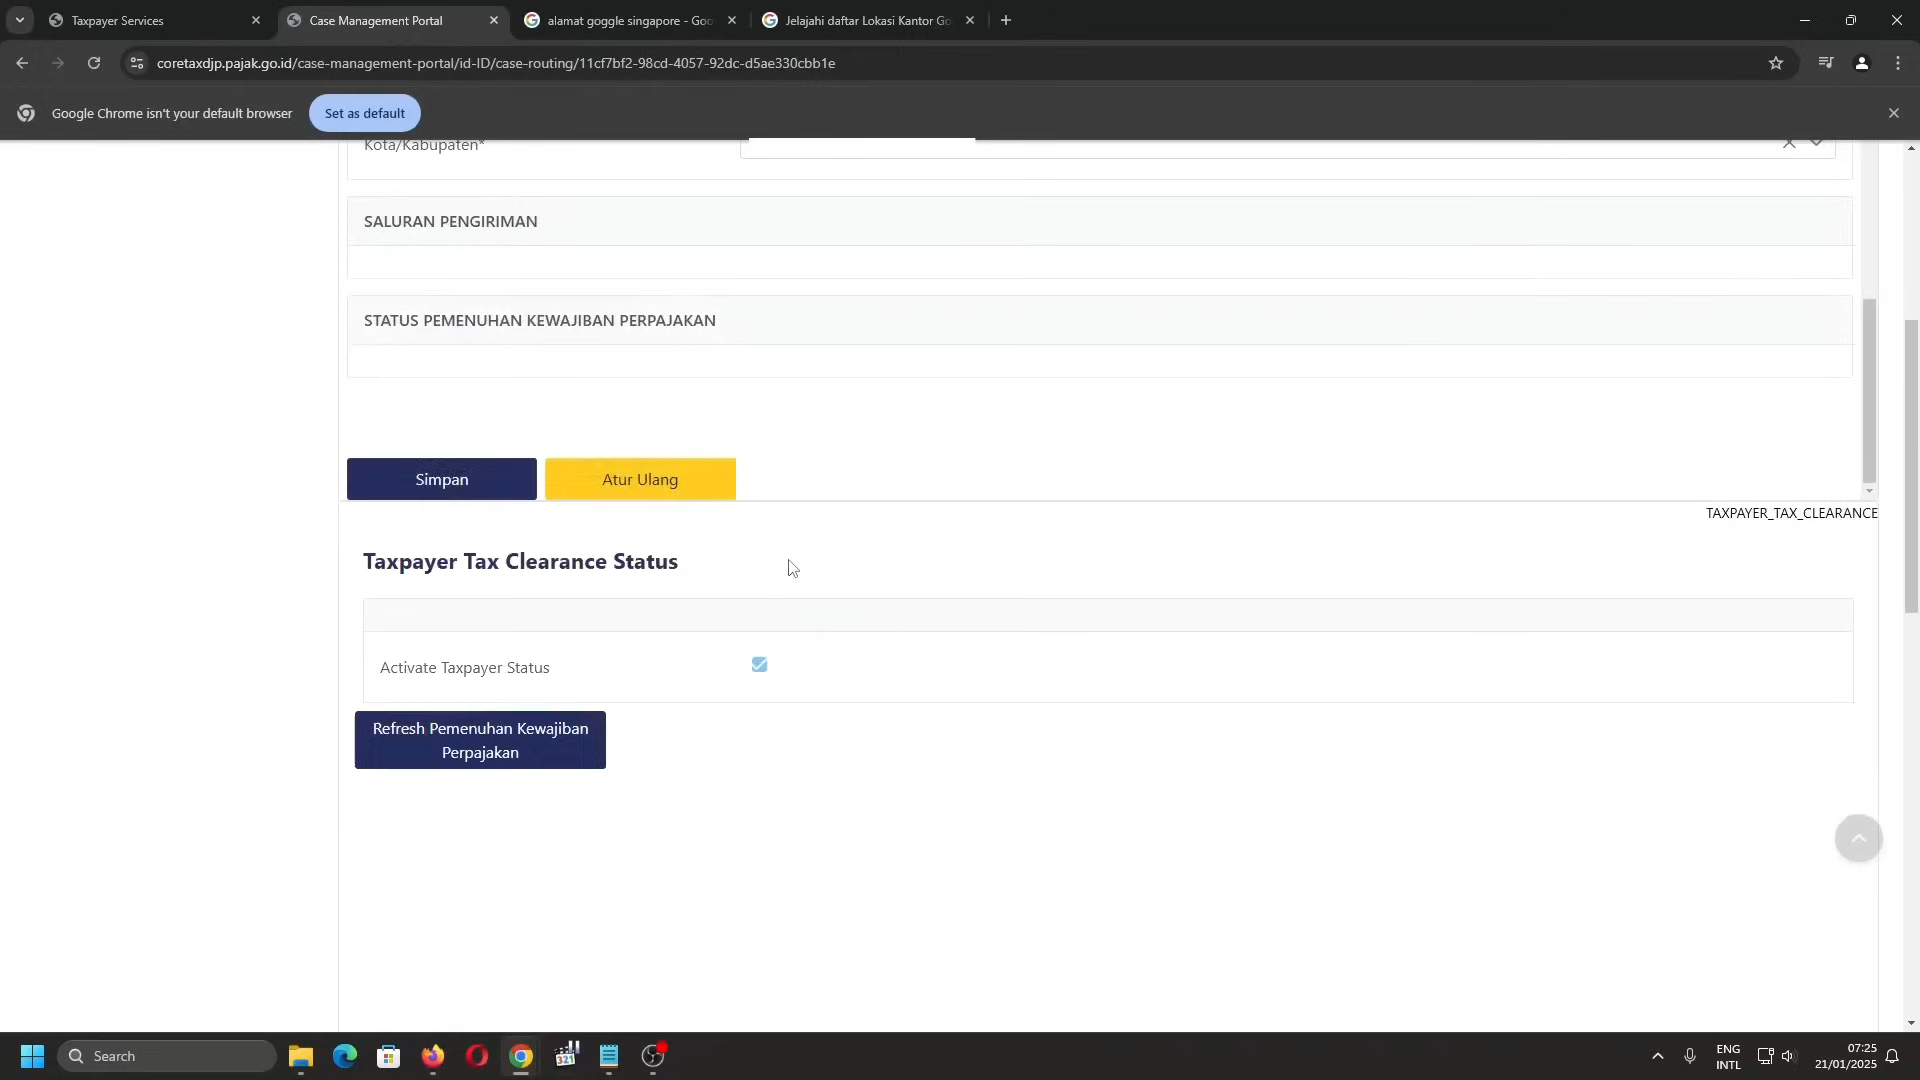 Taxpayer Services
Case Management Portal
alamat goggle singapore - Goo
Jelajahi daftar Lokasi Kantor Go
coretaxdjp.pajak.go.id/case-management-portal/id-ID/case-routing/11cf7bf2-98cd-4057-92dc-d5ae330cbb1e
Google Chrome isn't your default browser
Set as default
Kota/Kabupaten*
SALURAN PENGIRIMAN
STATUS PEMENUHAN KEWAJIBAN PERPAJAKAN
Simpan
Atur Ulang
TAXPAYER_TAX_CLEARANCE
Taxpayer Tax Clearance Status
Activate Taxpayer Status
Refresh Pemenuhan Kewajiban
Perpajakan
Search
321
ENG
INTL
07:25
21/01/2025